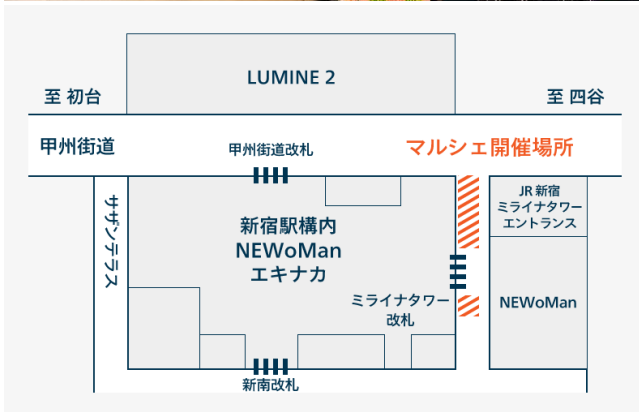 LUMINE 2
至 初台
至 四谷
甲州街道
甲州街道改札
マルシェ開催場所
サザンテラス
新宿駅構内
NEWoMan
エキナカ
JR 新宿
ミライナタワー
エントランス
ミライナタワー
改札
NEWoMan
新南改札